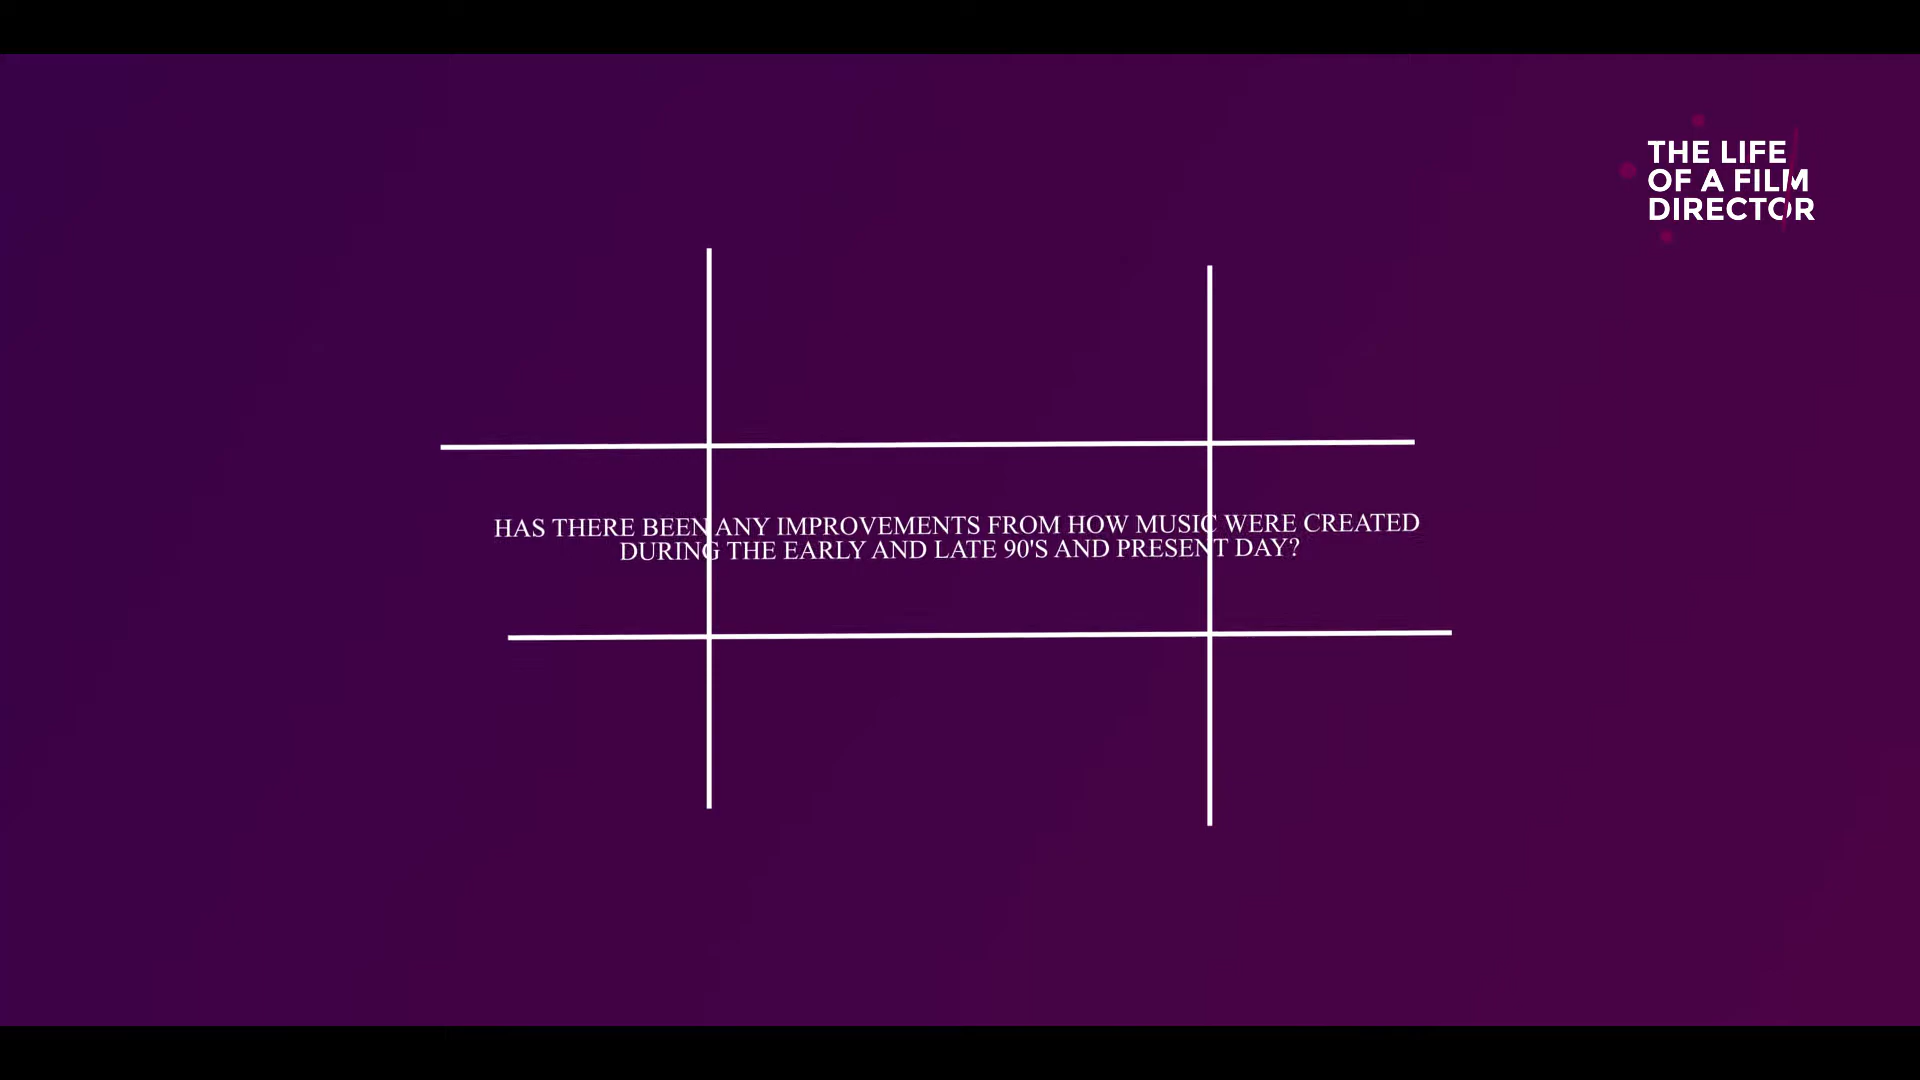 THE LIFE
OF A FILM
DIRECTOR
HAS THERE BEEN ANY IMPROVEMENTS FROM HOW MUSIC WERE CREATED
DURING THE EARLY AND LATE 90'S AND PRESENT DAY?